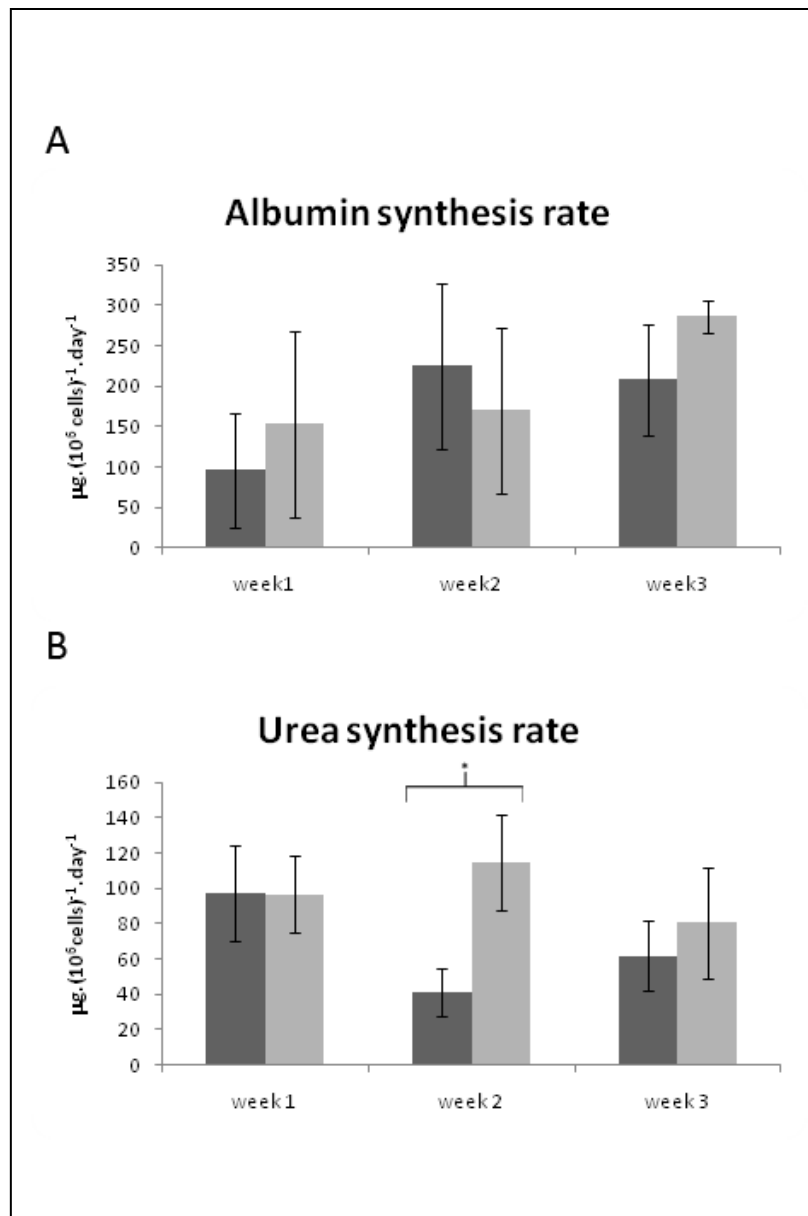 A
Albumin synthesis rate
350
300
250
200
150
100
50
0
µg.(10⁶ cells)⁻¹.day⁻¹
week1 week2 week3
B
Urea synthesis rate
*
160
140
120
100
80
60
40
20
0
µg.(10⁶cells)⁻¹.day⁻¹
week 1 week 2 week 3